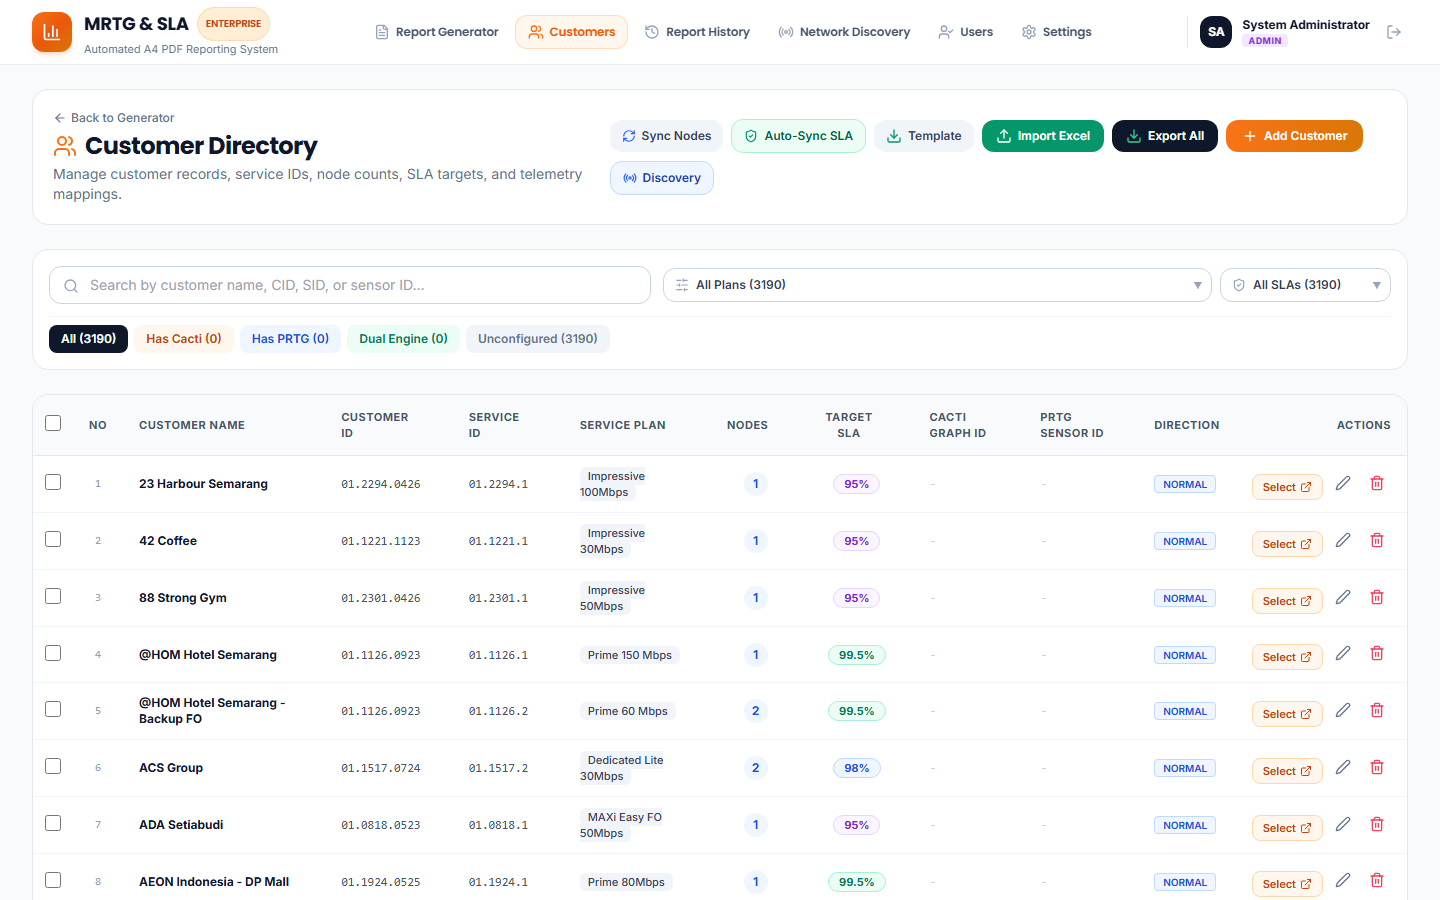 MRTG & SLA ENTERPRISE
Automated A4 PDF Reporting System
Report Generator
Customers
Report History
Network Discovery
Users
Settings
SA
System Administrator
ADMIN
Back to Generator
Customer Directory
Manage customer records, service IDs, node counts, SLA targets, and telemetry
mappings.
Sync Nodes
Auto-Sync SLA
Template
Import Excel
Export All
Add Customer
Discovery
Search by customer name, CID, SID, or sensor ID...
All Plans (3190)
All SLAs (3190)
All (3190)
Has Cacti (0)
Has PRTG (0)
Dual Engine (0)
Unconfigured (3190)
NO
CUSTOMER NAME
CUSTOMER
ID
SERVICE
ID
SERVICE PLAN
NODES
TARGET
SLA
CACTI
GRAPH ID
PRTG
SENSOR ID
DIRECTION
ACTIONS
1
23 Harbour Semarang
01.2294.0426
01.2294.1
Impressive
100Mbps
1
95%
-
-
NORMAL
Select
2
42 Coffee
01.1221.1123
01.1221.1
Impressive
30Mbps
1
95%
-
-
NORMAL
Select
3
88 Strong Gym
01.2301.0426
01.2301.1
Impressive
50Mbps
1
95%
-
-
NORMAL
Select
4
@HOM Hotel Semarang
01.1126.0923
01.1126.1
Prime 150 Mbps
1
99.5%
-
-
NORMAL
Select
5
@HOM Hotel Semarang -
Backup FO
01.1126.0923
01.1126.2
Prime 60 Mbps
2
99.5%
-
-
NORMAL
Select
6
ACS Group
01.1517.0724
01.1517.2
Dedicated Lite
30Mbps
2
98%
-
-
NORMAL
Select
7
ADA Setiabudi
01.0818.0523
01.0818.1
MAXi Easy FO
50Mbps
1
95%
-
-
NORMAL
Select
8
AEON Indonesia - DP Mall
01.1924.0525
01.1924.1
Prime 80Mbps
1
99.5%
-
-
NORMAL
Select